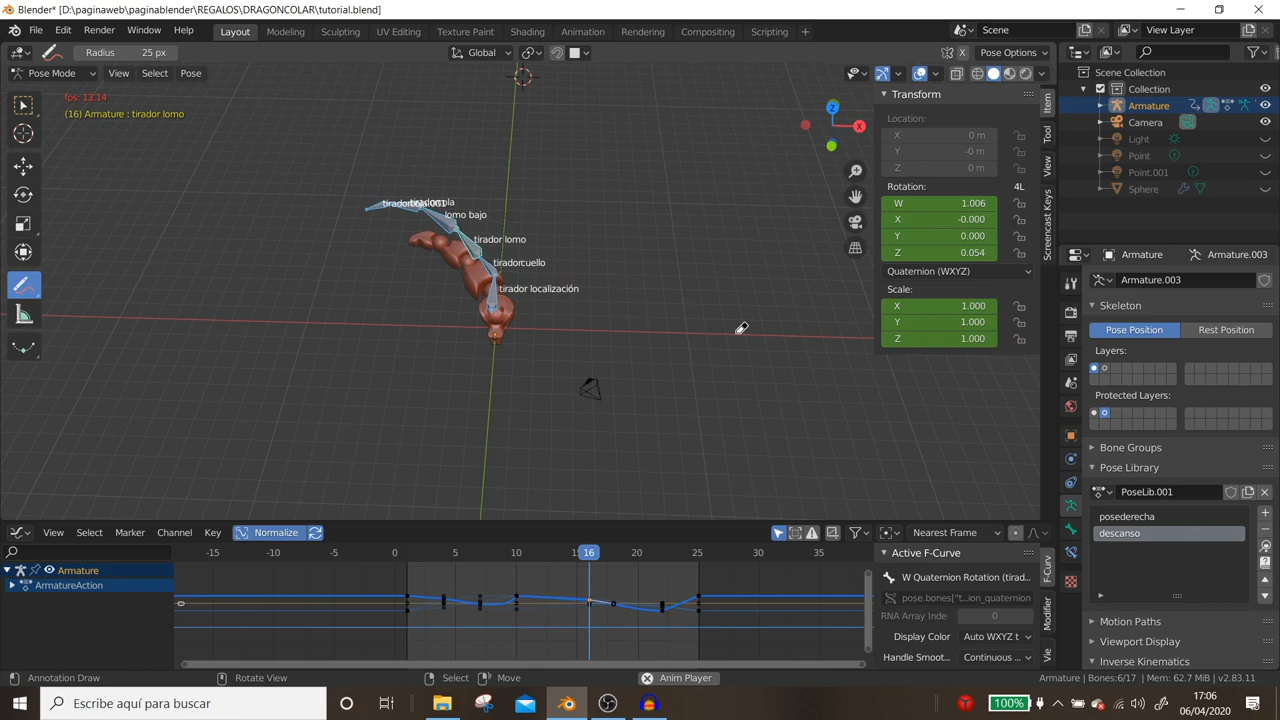 Blender* [D:\paginaweb\paginablender\REGALOS\DRAGONCOLAR\tutorial.blend]
File Edit Render Window Help Layout Modeling Sculpting UV Editing Texture Paint Shading Animation Rendering Compositing Scripting Scene View Layer
Radius 25 px Global X Pose Options
Pose Mode View Select Pose
fps: 13.14
(16) Armature : tirador lomo
lomo bajo
tirador lomo
tiradorcuello
tirador localización
Z
X
Transform
Location:
X 0 m
Y -0 m
Z 0 m
Rotation: 4L
W 1.006
X -0.000
Y 0.000
Z 0.054
Quaternion (WXYZ)
Scale:
X 1.000
Y 1.000
Z 1.000
Item
Tool
View
Screencast Keys
Scene Collection
Collection
Armature
Camera
Light
Point
Point.001
Sphere
Armature Armature.003
Armature.003
Skeleton
Pose Position Rest Position
Layers:
Protected Layers:
Bone Groups
Pose Library
PoseLib.001
posederecha
descanso
Motion Paths
Viewport Display
Inverse Kinematics
View Select Marker Channel Key Normalize Nearest Frame
-15 -10 -5 0 5 10 16 20 25 30 35
Armature
ArmatureAction
Active F-Curve
W Quaternion Rotation (tirad...
pose.bones["t...ion_quaternion
RNA Array Inde 0
Display Color Auto WXYZ t
Handle Smoot... Continuous ...
F-Curv
Modifier
Vie
Annotation Draw Rotate View Select Move Anim Player Armature | Bones:6/17 | Mem: 62.7 MiB | v2.83.11
Escribe aquí para buscar
100%
17:06
06/04/2020